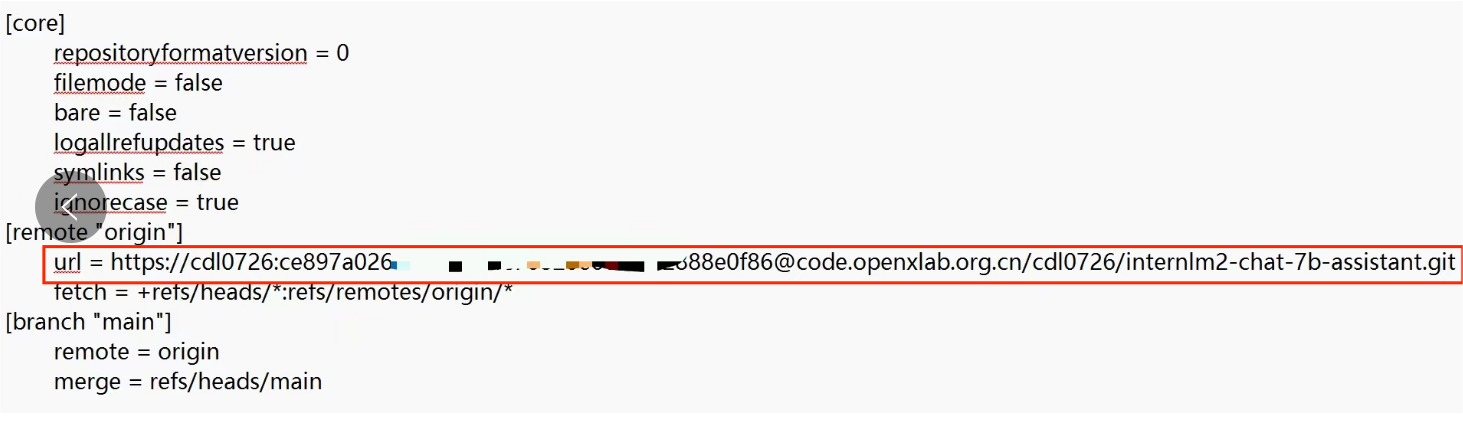 [core]
repositoryformatversion = 0
filemode = false
bare = false
logallrefupdates = true
symlinks = false
ignorecase = true
[remote "origin"]
url = https://cdl0726:ce897a026 88e0f86@code.openxlab.org.cn/cdl0726/internlm2-chat-7b-assistant.git
fetch = +refs/heads/*:refs/remotes/origin/*
[branch "main"]
remote = origin
merge = refs/heads/main